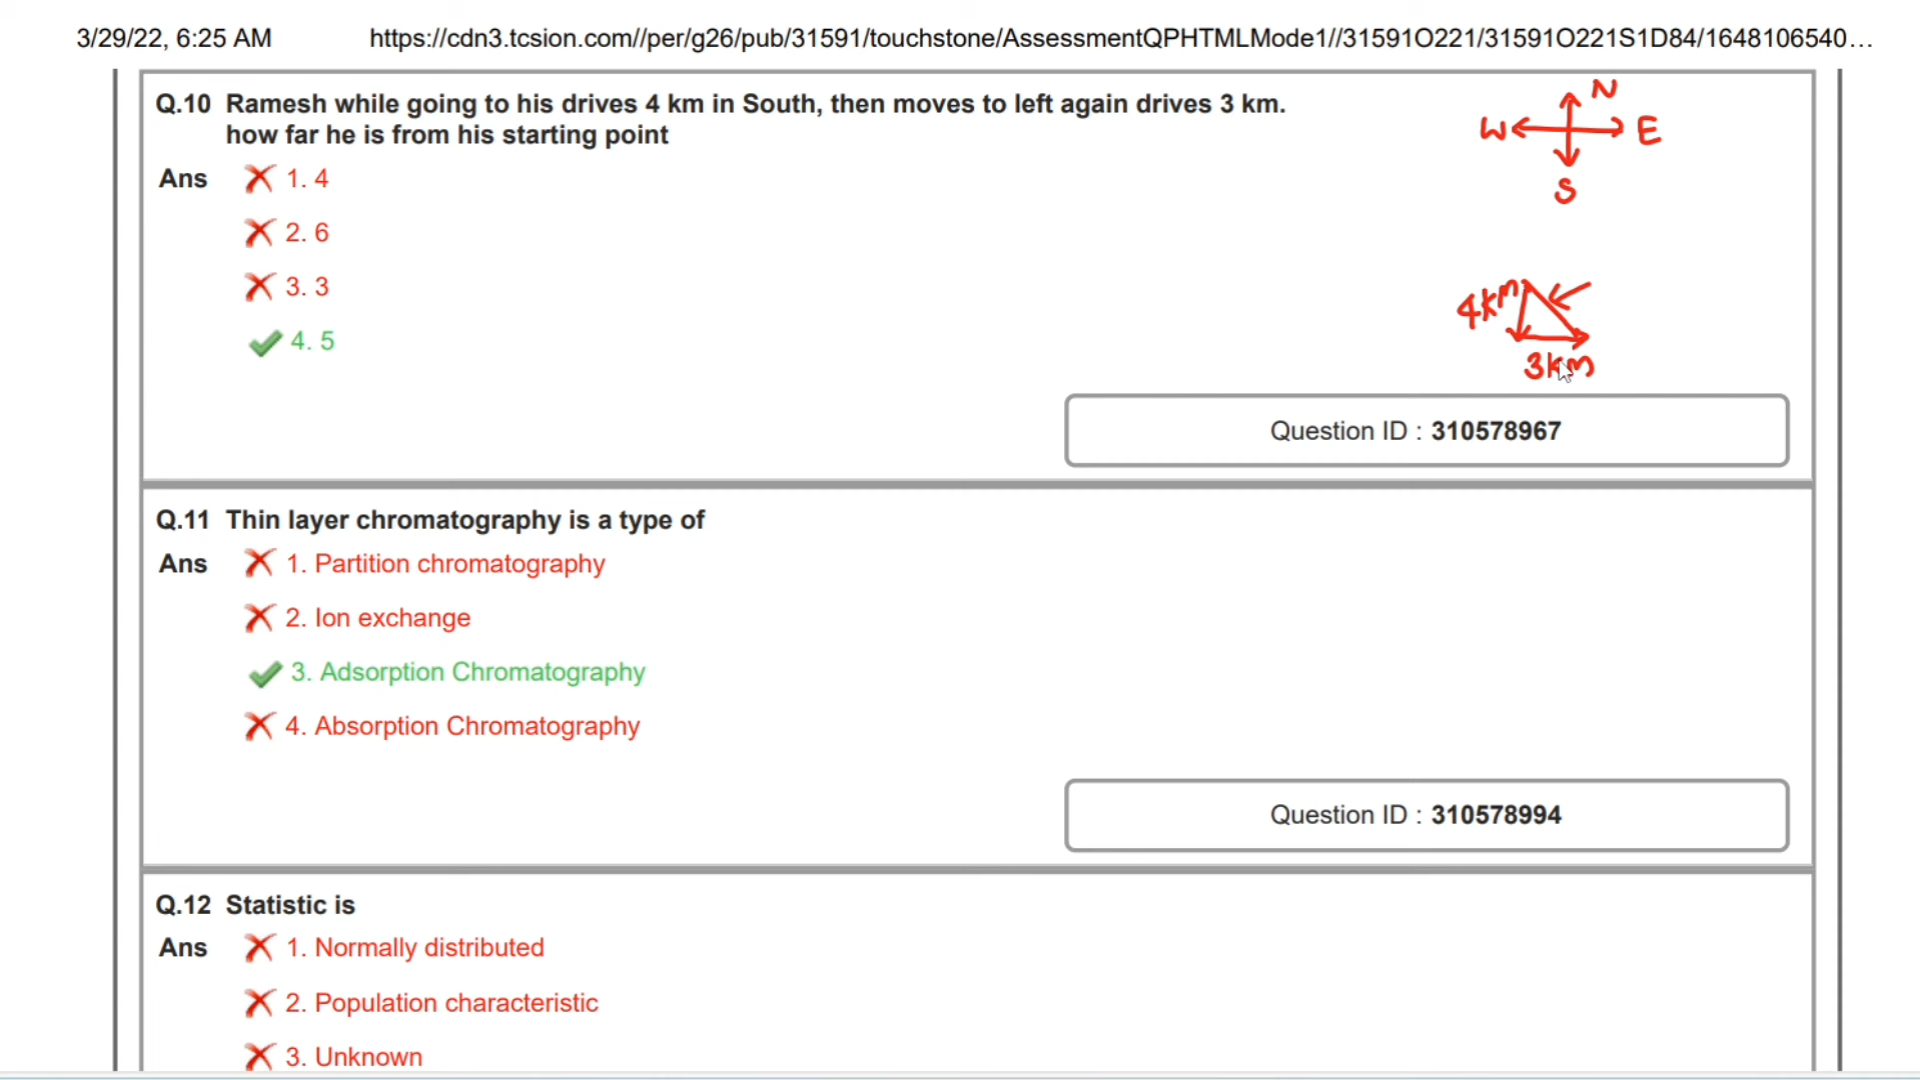 3/29/22, 6:25 AM https://cdn3.tcsion.com//per/g26/pub/31591/touchstone/AssessmentQPHTMLMode1//31591O221/31591O221S1D84/1648106540…
Q.10 Ramesh while going to his drives 4 km in South, then moves to left again drives 3 km.
how far he is from his starting point
Ans 1. 4
2. 6
3. 3
4. 5
N
W E
S
4km
3km
Question ID : 310578967
Q.11 Thin layer chromatography is a type of
Ans 1. Partition chromatography
2. Ion exchange
3. Adsorption Chromatography
4. Absorption Chromatography
Question ID : 310578994
Q.12 Statistic is
Ans 1. Normally distributed
2. Population characteristic
3. Unknown